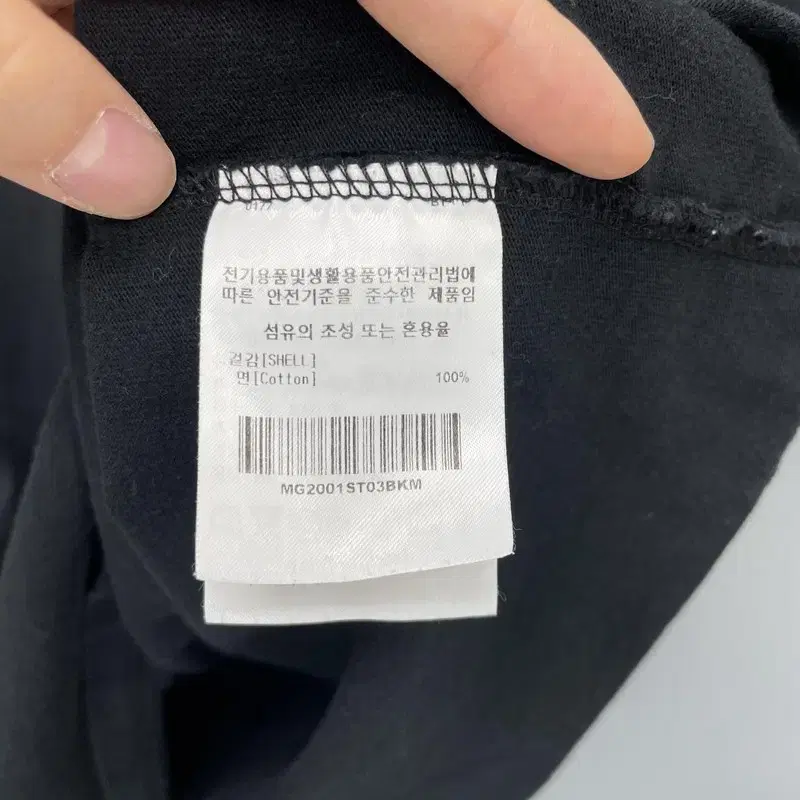 전기용품및생활용품안전관리법에
따른 안전기준을 준수한 제품임
섬유의 조성 또는 혼용율
겉감[SHELL]
면[Cotton] 100%
MG2001ST03BKM